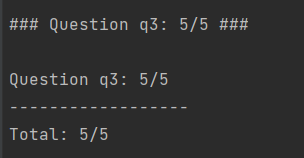 ### Question q3: 5/5 ###
Question q3: 5/5
------------------
Total: 5/5